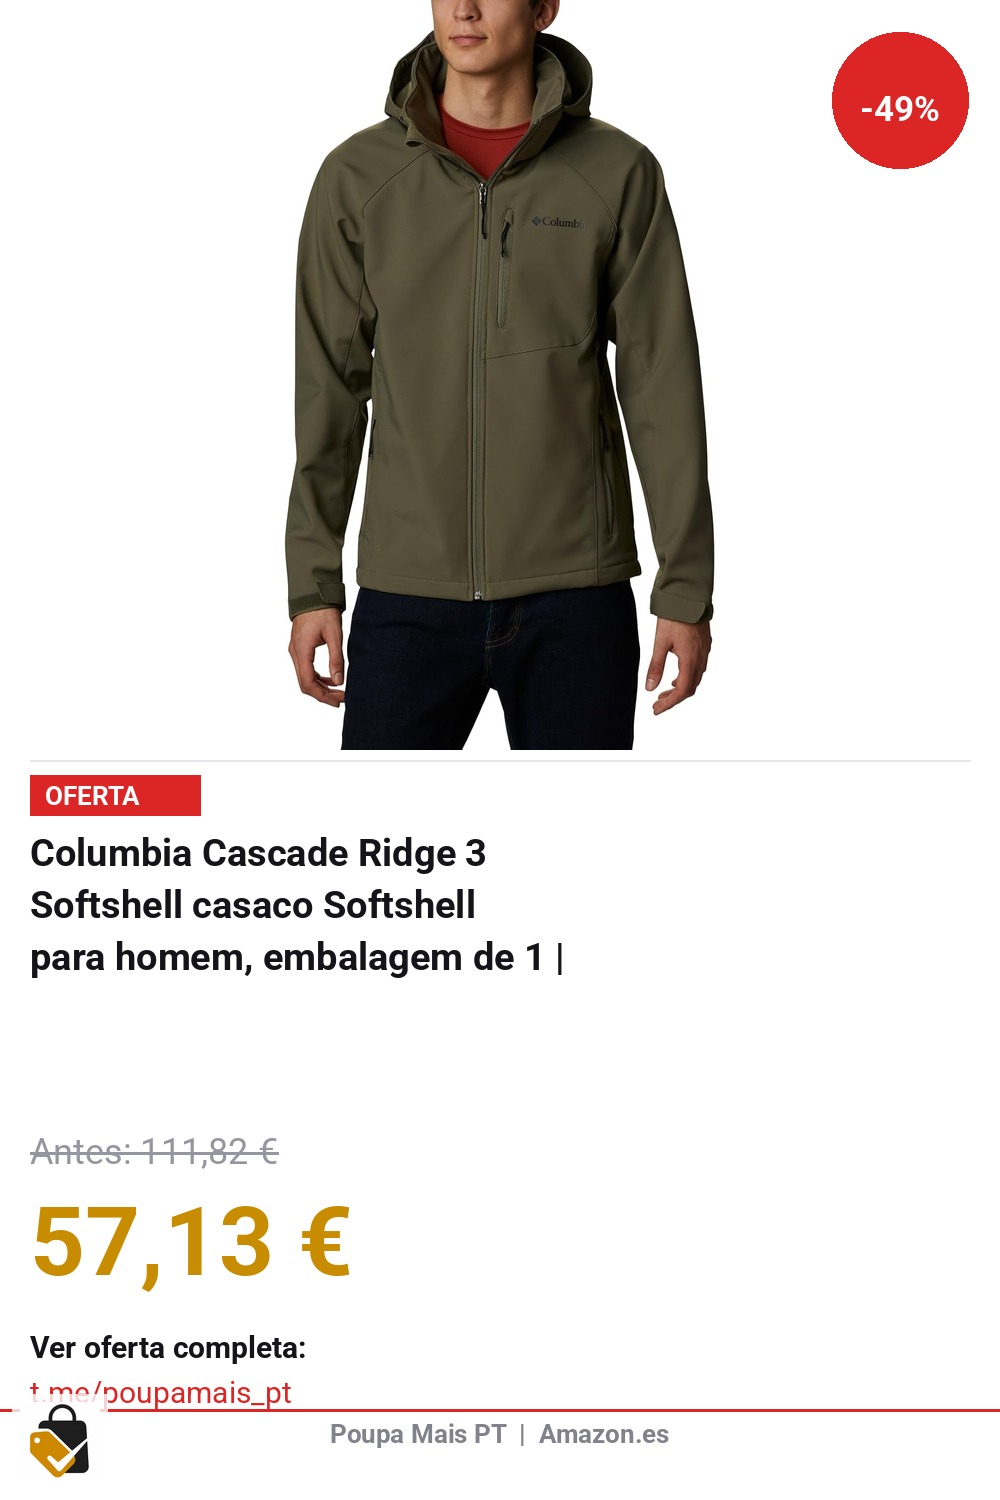 -49%
Columbia
OFERTA
Columbia Cascade Ridge 3
Softshell casaco Softshell
para homem, embalagem de 1 |
Antes: 111,82 €
57,13 €
Ver oferta completa:
t.me/poupamais_pt
Poupa Mais PT | Amazon.es